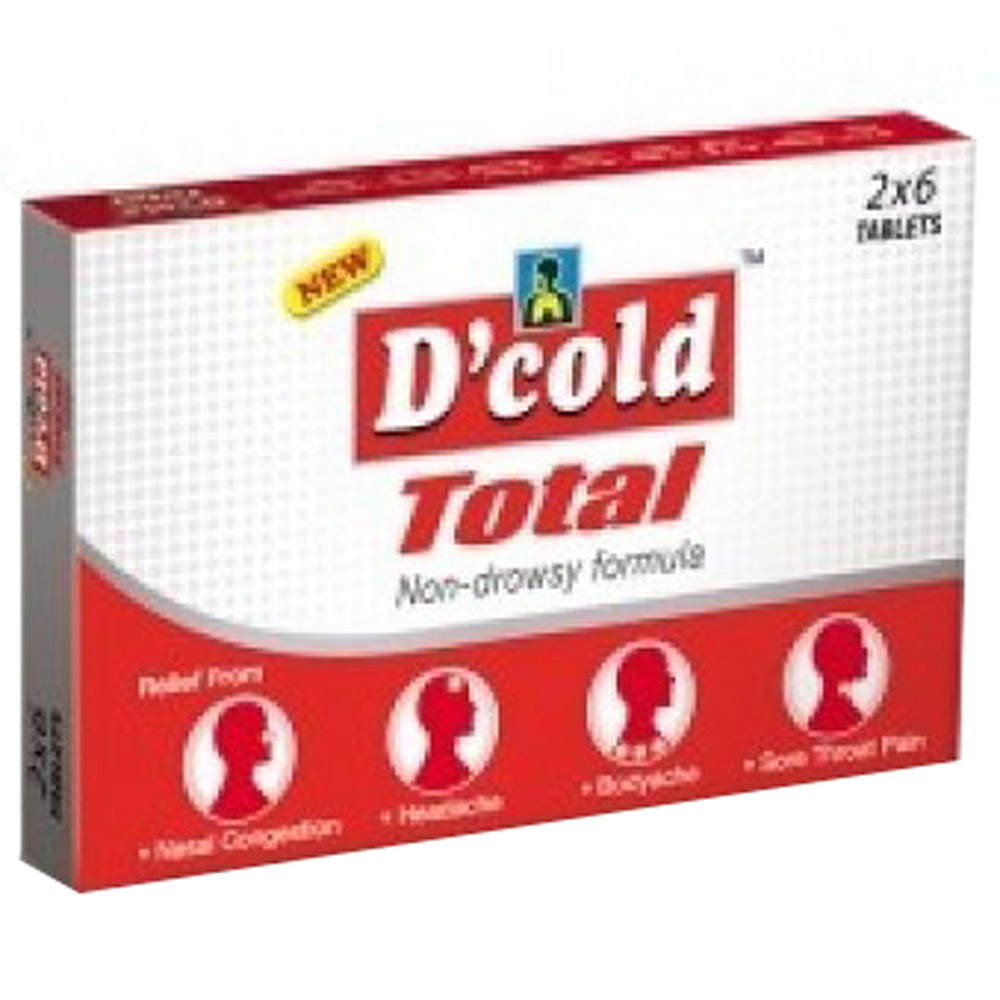 2x6
TABLETS
NEW
D'cold
TM
Total
Non-drowsy formula
Relief From
• Nasal Congestion
• Headache
• Bodyache
• Sore Throat Pain